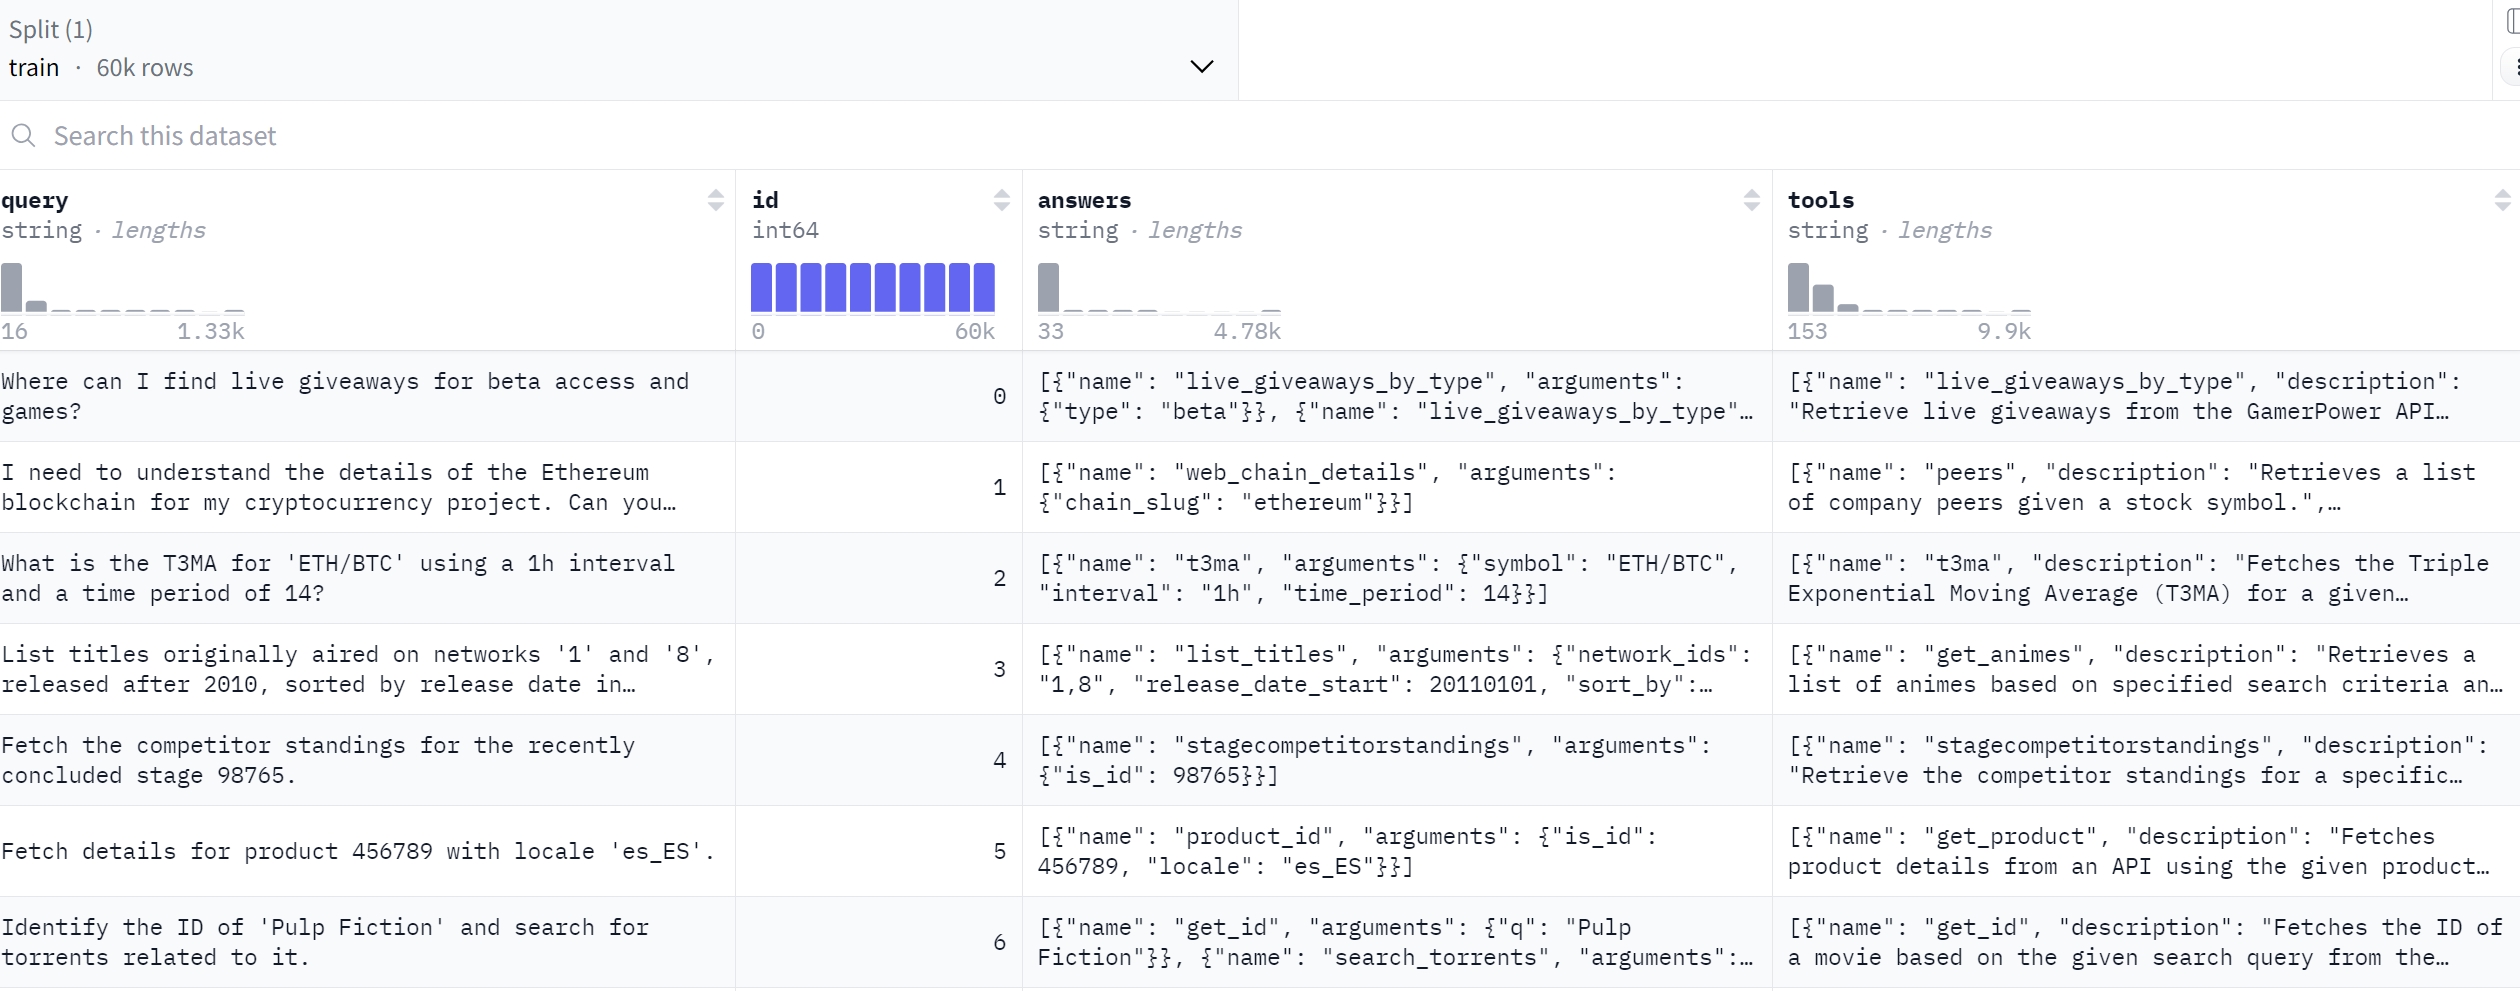 Split (1)
train · 60k rows
Search this dataset
query
string · lengths
16 1.33k
id
int64
0 60k
answers
string · lengths
33 4.78k
tools
string · lengths
153 9.9k
Where can I find live giveaways for beta access and
games?
0
[{"name": "live_giveaways_by_type", "arguments":
{"type": "beta"}}, {"name": "live_giveaways_by_type"…
[{"name": "live_giveaways_by_type", "description":
"Retrieve live giveaways from the GamerPower API…
I need to understand the details of the Ethereum
blockchain for my cryptocurrency project. Can you…
1
[{"name": "web_chain_details", "arguments":
{"chain_slug": "ethereum"}}]
[{"name": "peers", "description": "Retrieves a list
of company peers given a stock symbol.",…
What is the T3MA for 'ETH/BTC' using a 1h interval
and a time period of 14?
2
[{"name": "t3ma", "arguments": {"symbol": "ETH/BTC",
"interval": "1h", "time_period": 14}}]
[{"name": "t3ma", "description": "Fetches the Triple
Exponential Moving Average (T3MA) for a given…
List titles originally aired on networks '1' and '8',
released after 2010, sorted by release date in…
3
[{"name": "list_titles", "arguments": {"network_ids":
"1,8", "release_date_start": 20110101, "sort_by":…
[{"name": "get_animes", "description": "Retrieves a
list of animes based on specified search criteria an…
Fetch the competitor standings for the recently
concluded stage 98765.
4
[{"name": "stagecompetitorstandings", "arguments":
{"is_id": 98765}}]
[{"name": "stagecompetitorstandings", "description":
"Retrieve the competitor standings for a specific…
Fetch details for product 456789 with locale 'es_ES'.
5
[{"name": "product_id", "arguments": {"is_id":
456789, "locale": "es_ES"}}]
[{"name": "get_product", "description": "Fetches
product details from an API using the given product…
Identify the ID of 'Pulp Fiction' and search for
torrents related to it.
6
[{"name": "get_id", "arguments": {"q": "Pulp
Fiction"}}, {"name": "search_torrents", "arguments":…
[{"name": "get_id", "description": "Fetches the ID of
a movie based on the given search query from the…